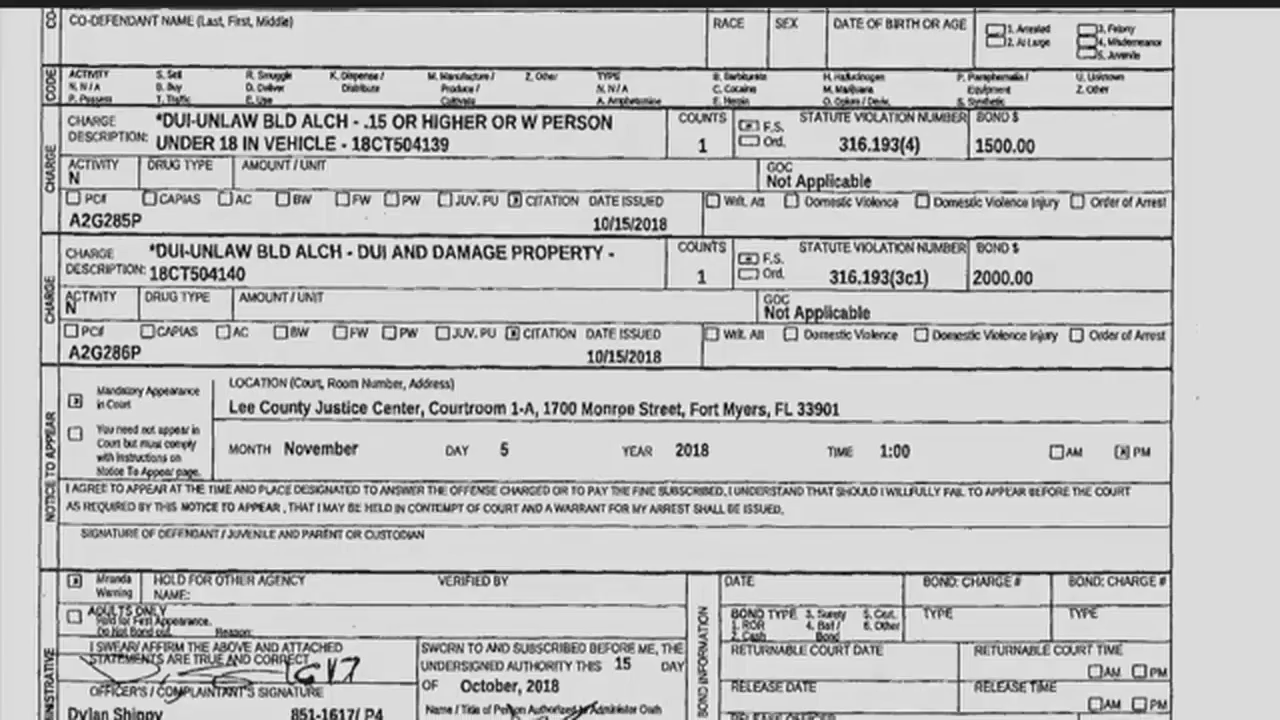 CO-DEFENDANT NAME (Last, First, Middle) RACE SEX DATE OF BIRTH OR AGE
1. Arrested 3. Felony
2. At Large 4. Misdemeanor
5. Juvenile
CODE ACTIVITY S. Sell R. Smuggle K. Dispense / M. Manufacture / Z. Other TYPE B. Barbiturate H. Hallucinogen P. Paraphernalia / U. Unknown
N. N/A B. Buy D. Deliver Distribute Produce / N. N/A C. Cocaine M. Marijuana Equipment Z. Other
P. Possess T. Traffic E. Use Cultivate A. Amphetamine E. Heroin O. Opium / Deriv. S. Synthetic
CHARGE
CHARGE DESCRIPTION: *DUI-UNLAW BLD ALCH - .15 OR HIGHER OR W PERSON COUNTS F.S. STATUTE VIOLATION NUMBER BOND $
UNDER 18 IN VEHICLE - 18CT504139 1 Ord. 316.193(4) 1500.00
ACTIVITY DRUG TYPE AMOUNT / UNIT GOC
N Not Applicable
PC# CAPIAS AC BW FW PW JUV. PU CITATION DATE ISSUED Writ. Att Domestic Violence Domestic Violence Injury Order of Arrest
A2G285P 10/15/2018
CHARGE
CHARGE DESCRIPTION: *DUI-UNLAW BLD ALCH - DUI AND DAMAGE PROPERTY - COUNTS F.S. STATUTE VIOLATION NUMBER BOND $
18CT504140 1 Ord. 316.193(3c1) 2000.00
ACTIVITY DRUG TYPE AMOUNT / UNIT GOC
N Not Applicable
PC# CAPIAS AC BW FW PW JUV. PU CITATION DATE ISSUED Writ. Att Domestic Violence Domestic Violence Injury Order of Arrest
A2G286P 10/15/2018
NOTICE TO APPEAR
Mandatory Appearance in Court
LOCATION (Court, Room Number, Address)
Lee County Justice Center, Courtroom 1-A, 1700 Monroe Street, Fort Myers, FL 33901
You need not appear in
Court but must comply
with instructions on
Notice To Appear page.
MONTH November DAY 5 YEAR 2018 TIME 1:00 AM PM
I AGREE TO APPEAR AT THE TIME AND PLACE DESIGNATED TO ANSWER THE OFFENSE CHARGED OR TO PAY THE FINE SUBSCRIBED. I UNDERSTAND THAT SHOULD I WILLFULLY FAIL TO APPEAR BEFORE THE COURT
AS REQUIRED BY THIS NOTICE TO APPEAR, THAT I MAY BE HELD IN CONTEMPT OF COURT AND A WARRANT FOR MY ARREST SHALL BE ISSUED.
SIGNATURE OF DEFENDANT / JUVENILE AND PARENT OR CUSTODIAN
Miranda Warning HOLD FOR OTHER AGENCY VERIFIED BY
NAME:
ADULTS ONLY
Hold for First Appearance.
Do Not Bond out. Reason:
I SWEAR/AFFIRM THE ABOVE AND ATTACHED
STATEMENTS ARE TRUE AND CORRECT
OFFICER'S / COMPLAINTANT'S SIGNATURE
Dylan Shippy 851-1617/ P4
SWORN TO AND SUBSCRIBED BEFORE ME, THE
UNDERSIGNED AUTHORITY THIS 15 DAY
OF October, 2018
Name / Title of Person Authorized to Administer Oath
BOND INFORMATION
DATE BOND: CHARGE # BOND: CHARGE #
BOND TYPE 3. Surety 5. Cert. TYPE TYPE
1. ROR 4. Bail / 6. Other
2. Cash Bond
RETURNABLE COURT DATE RETURNABLE COURT TIME
AM PM
RELEASE DATE RELEASE TIME
AM PM